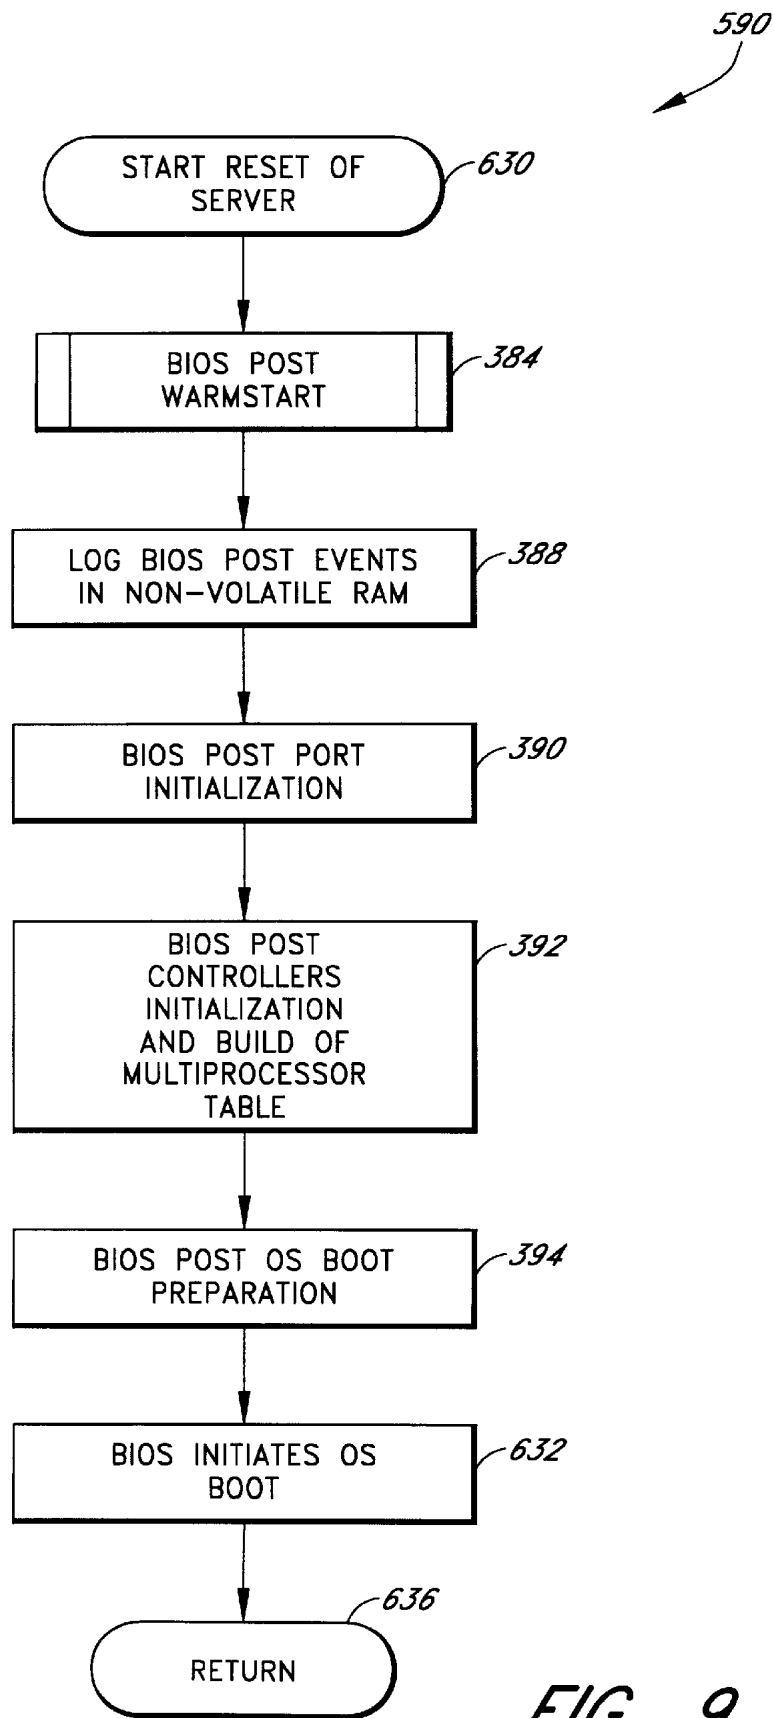 590
START RESET OF
SERVER
630
BIOS POST
WARMSTART
384
LOG BIOS POST EVENTS
IN NON-VOLATILE RAM
388
BIOS POST PORT
INITIALIZATION
390
BIOS POST
CONTROLLERS
INITIALIZATION
AND BUILD OF
MULTIPROCESSOR
TABLE
392
BIOS POST OS BOOT
PREPARATION
394
BIOS INITIATES OS
BOOT
632
RETURN
636
FIG. 9